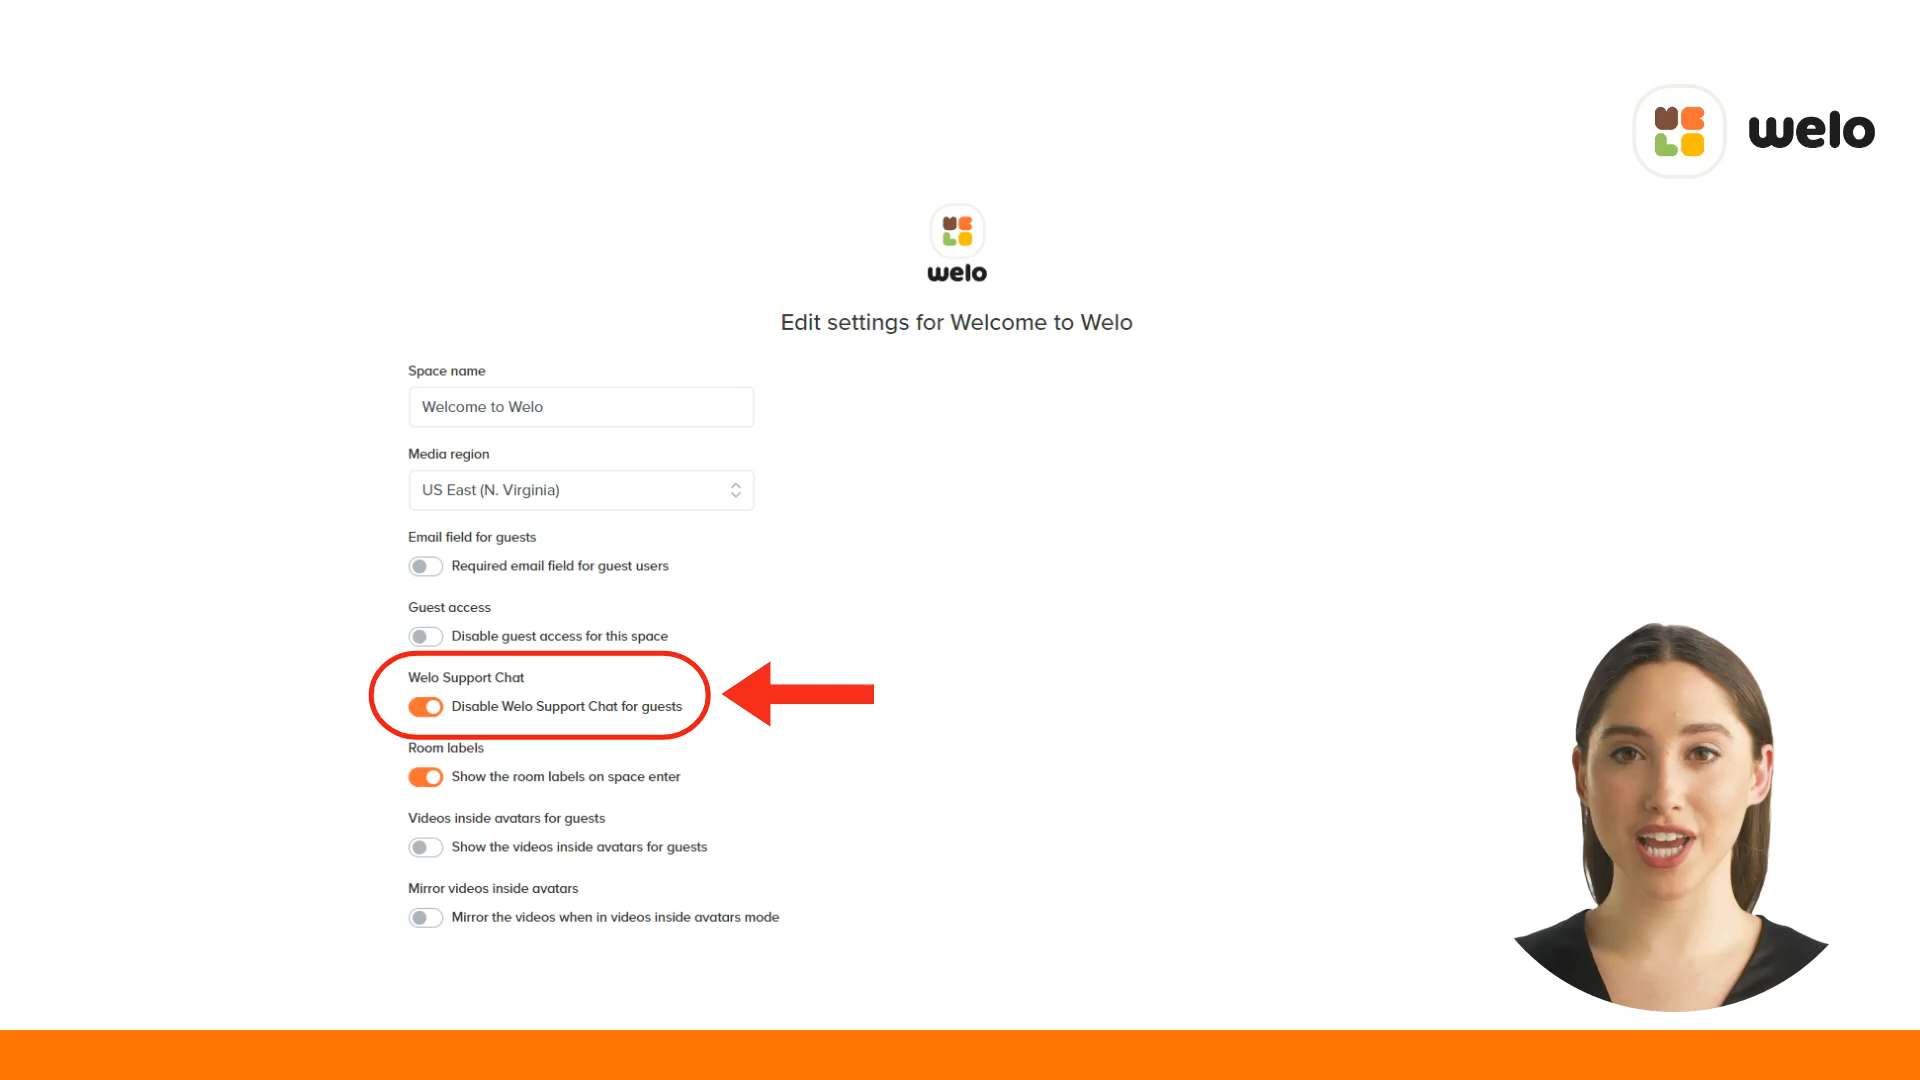 welo
welo
Edit settings for Welcome to Welo
Space name
Welcome to Welo
Media region
US East (N. Virginia)
Email field for guests
Required email field for guest users
Guest access
Disable guest access for this space
Welo Support Chat
Disable Welo Support Chat for guests
Room labels
Show the room labels on space enter
Videos inside avatars for guests
Show the videos inside avatars for guests
Mirror videos inside avatars
Mirror the videos when in videos inside avatars mode